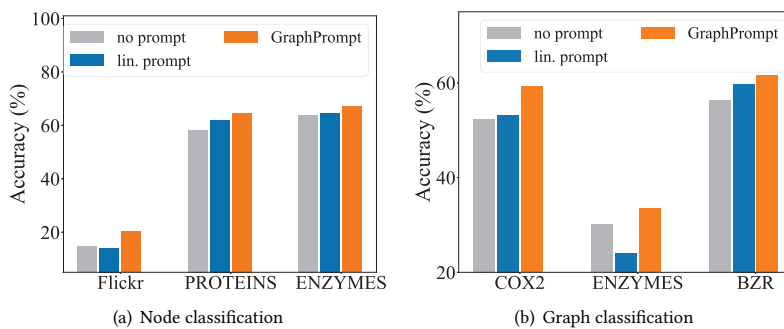 100
80
60
40
20
Accuracy (%)
no prompt
lin. prompt
GraphPrompt
Flickr
PROTEINS
ENZYMES
(a) Node classification
60
40
20
Accuracy (%)
no prompt
lin. prompt
GraphPrompt
COX2
ENZYMES
BZR
(b) Graph classification